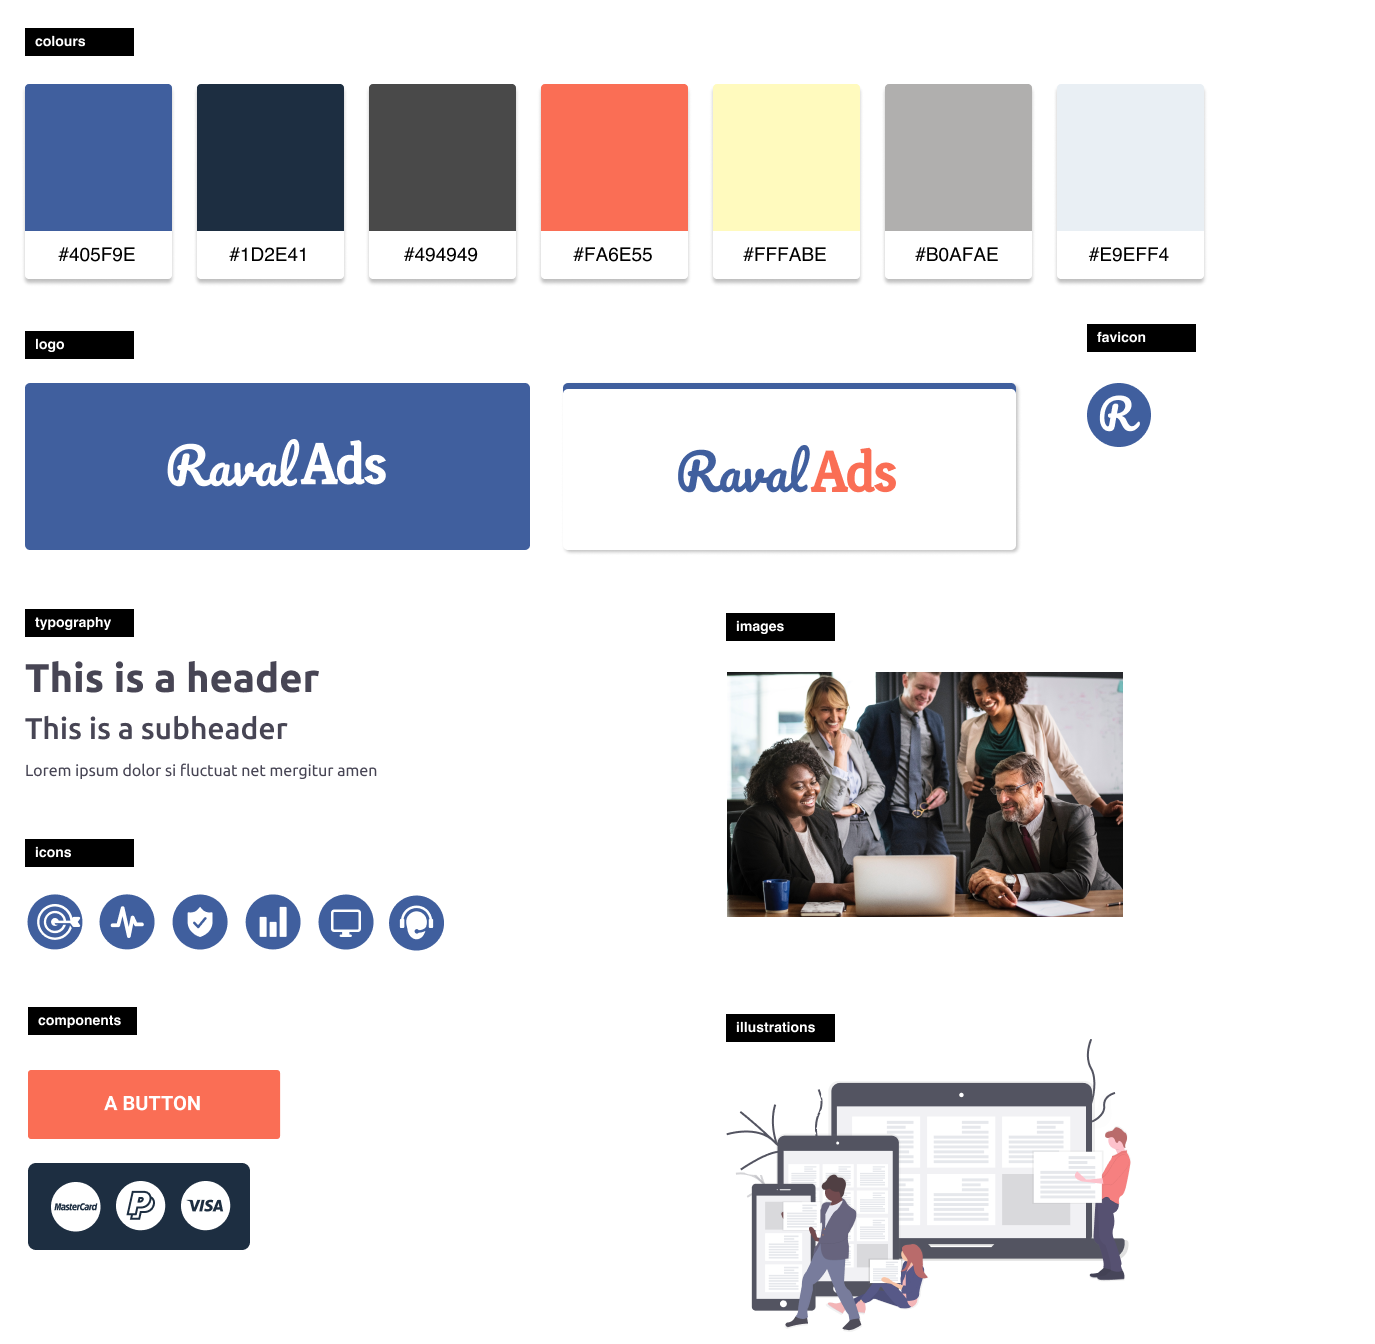 colours
#405F9E
#1D2E41
#494949
#FA6E55
#FFFABE
#B0AFAE
#E9EFF4
logo
favicon
Raval Ads
Raval Ads
R
typography
images
This is a header
This is a subheader
Lorem ipsum dolor si fluctuat net mergitur amen
icons
components
illustrations
A BUTTON
MasterCard
P
VISA